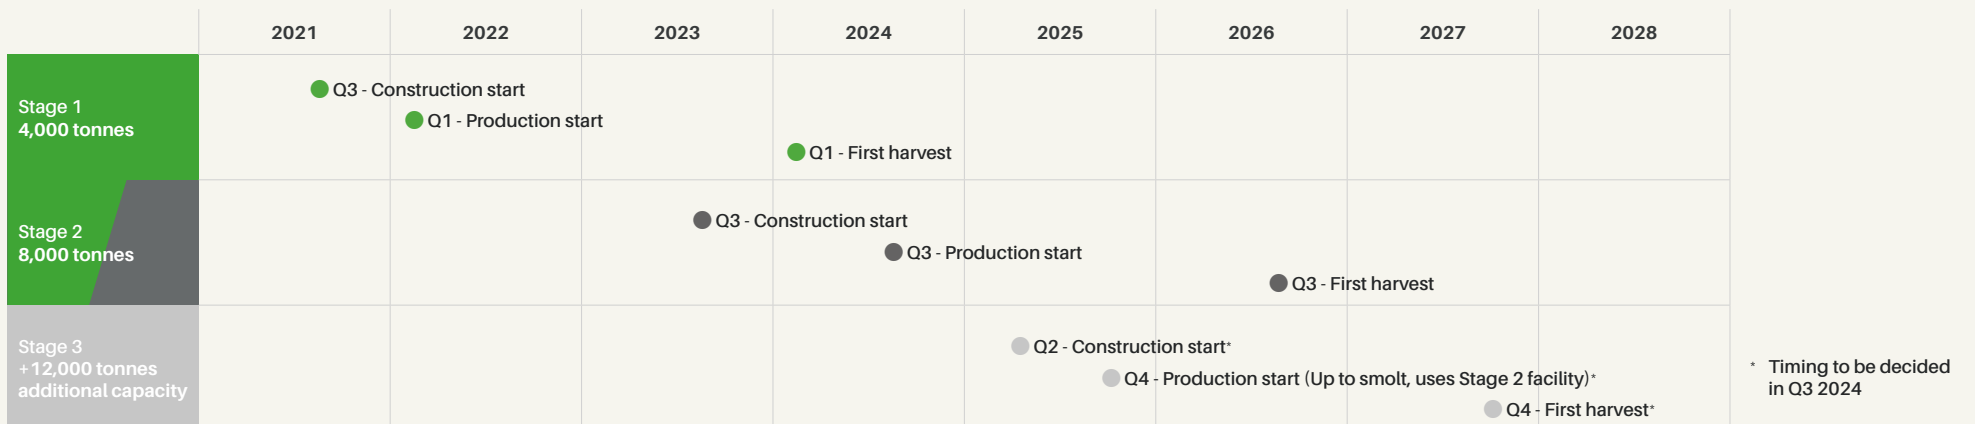 2021 2022 2023 2024 2025 2026 2027 2028
Stage 1
4,000 tonnes
Q3 - Construction start
Q1 - Production start
Q1 - First harvest
Stage 2
8,000 tonnes
Q3 - Construction start
Q3 - Production start
Q3 - First harvest
Stage 3
+12,000 tonnes
additional capacity
Q2 - Construction start*
Q4 - Production start (Up to smolt, uses Stage 2 facility)*
Q4 - First harvest*
* Timing to be decided
in Q3 2024